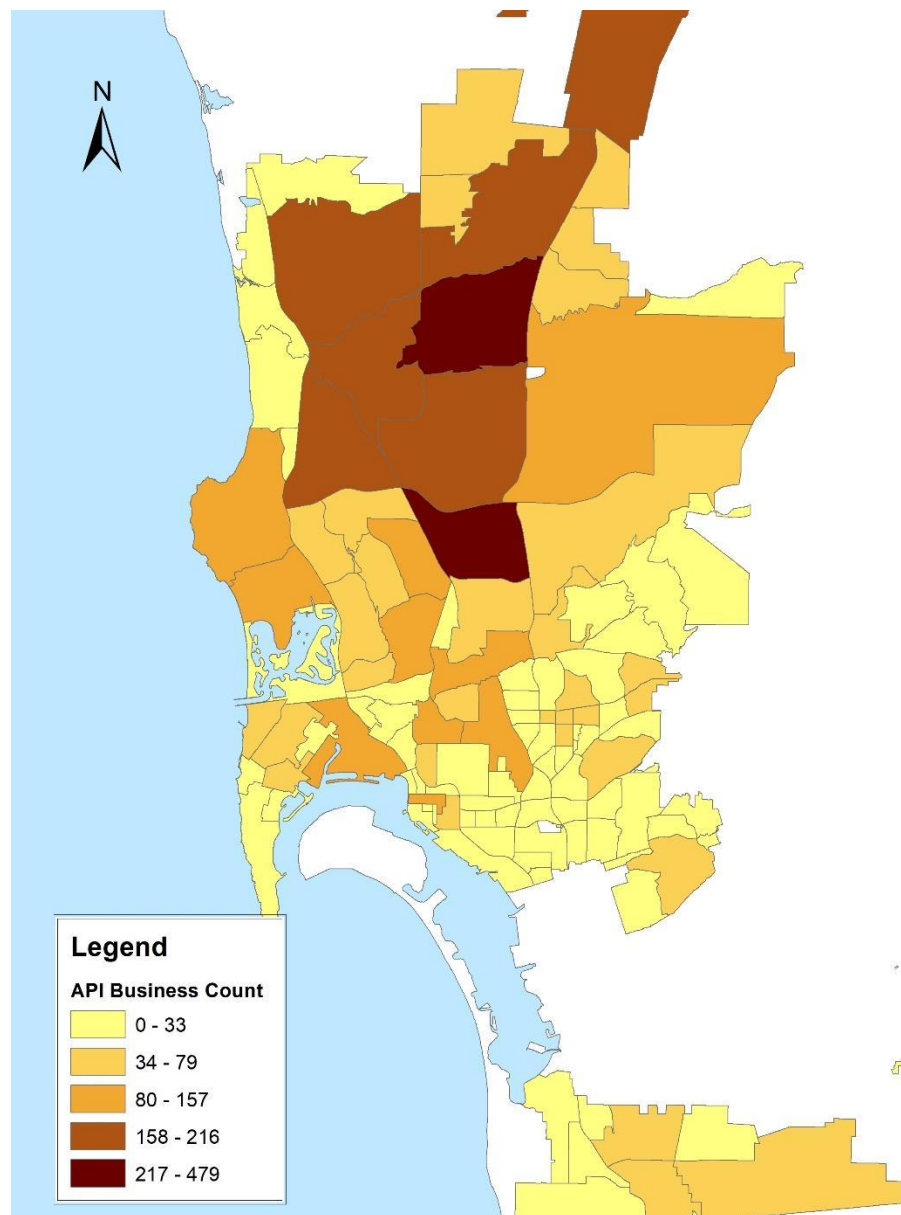 N
Legend
API Business Count
0 - 33
34 - 79
80 - 157
158 - 216
217 - 479